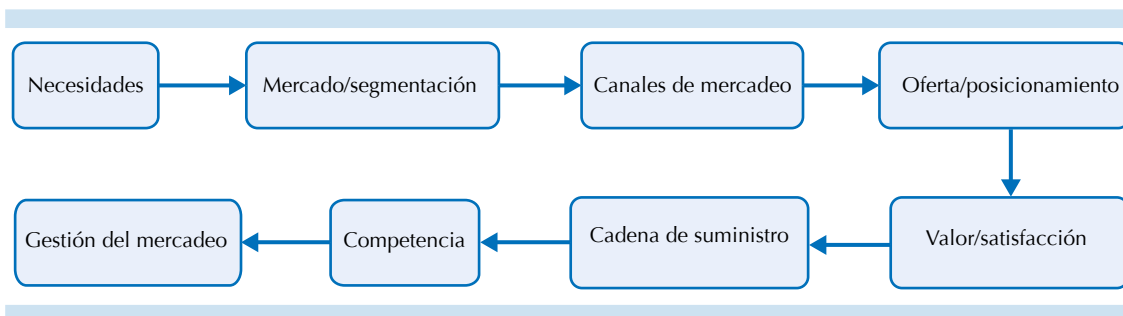 Necesidades
Mercado/segmentación
Canales de mercadeo
Oferta/posicionamiento
Valor/satisfacción
Cadena de suministro
Competencia
Gestión del mercadeo